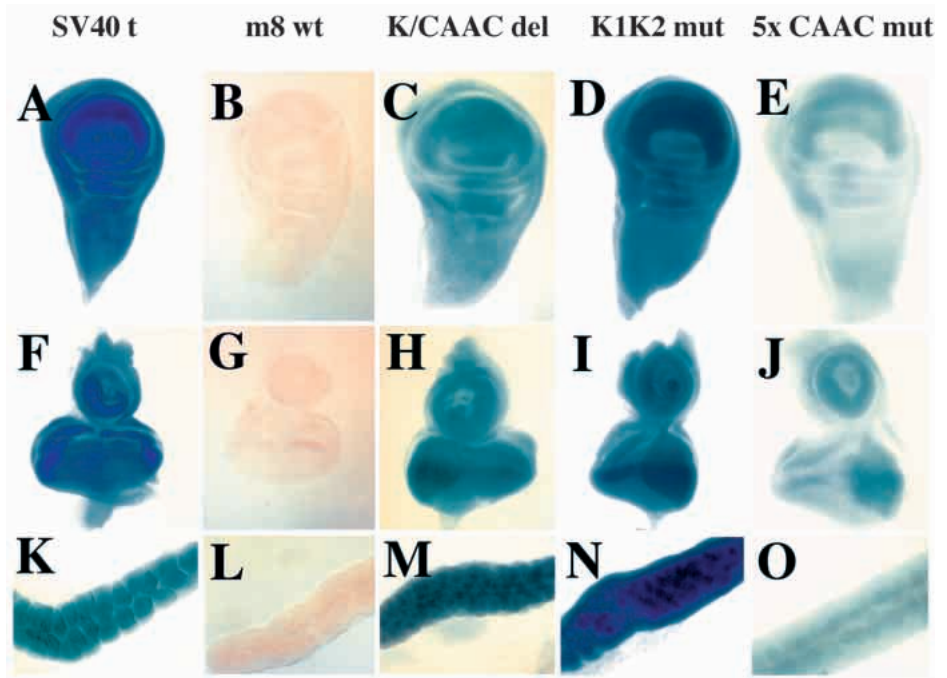 SV40 t m8 wt K/CAAC del K1K2 mut 5x CAAC mut
A B C D E
F G H I J
K L M N O